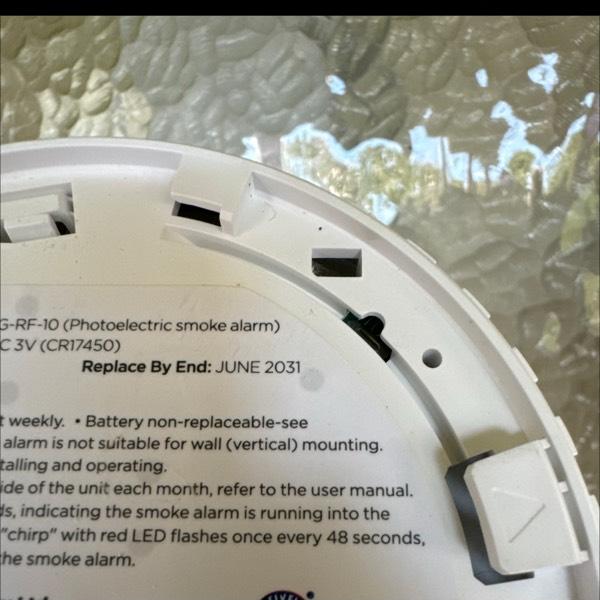 G-RF-10 (Photoelectric smoke alarm)
C 3V (CR17450)
Replace By End: JUNE 2031
t weekly. • Battery non-replaceable-see
alarm is not suitable for wall (vertical) mounting.
talling and operating.
ide of the unit each month, refer to the user manual.
ds, indicating the smoke alarm is running into the
"chirp" with red LED flashes once every 48 seconds,
the smoke alarm.